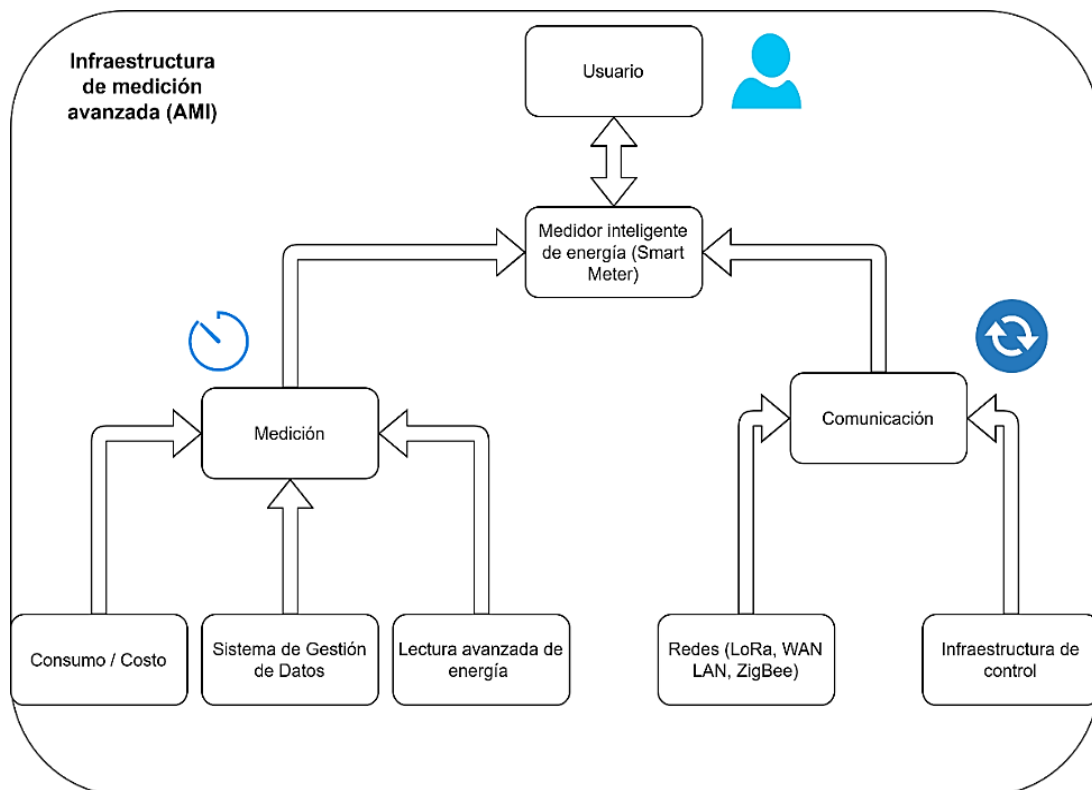 Infraestructura
de medición
avanzada (AMI)
Usuario
Medidor inteligente
de energía (Smart
Meter)
Medición
Comunicación
Consumo / Costo
Sistema de Gestión
de Datos
Lectura avanzada de
energía
Redes (LoRa, WAN
LAN, ZigBee)
Infraestructura de
control